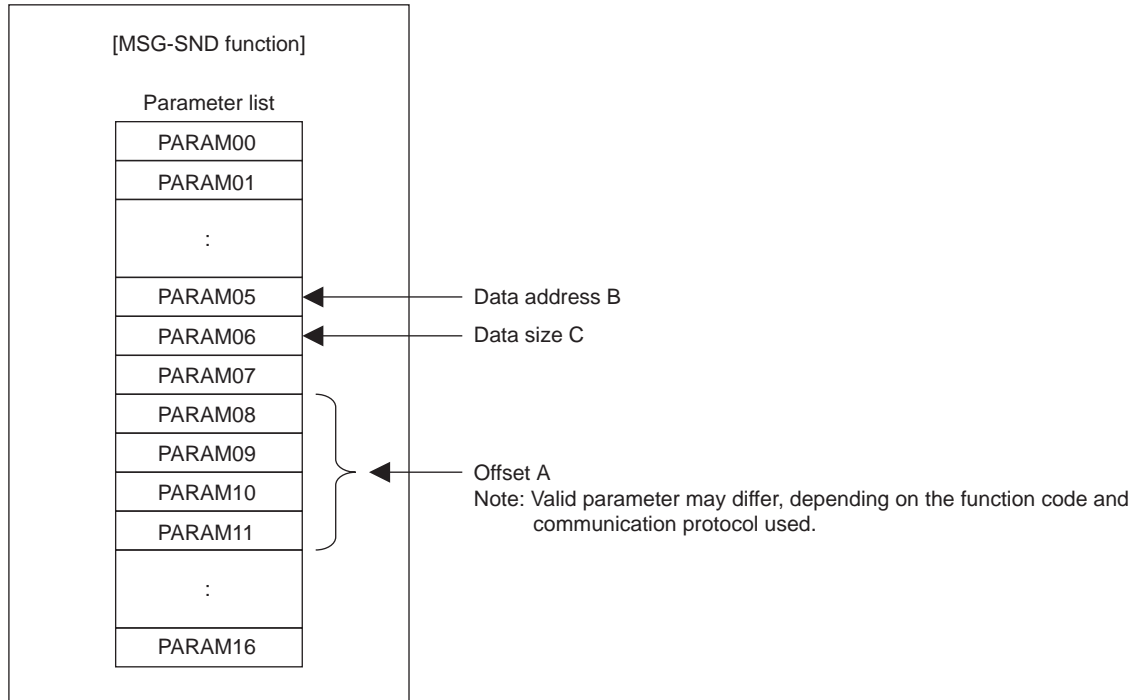 [MSG-SND function]
Parameter list
PARAM00
PARAM01
:
PARAM05
Data address B
PARAM06
Data size C
PARAM07
PARAM08
PARAM09
PARAM10
PARAM11
Offset A
Note: Valid parameter may differ, depending on the function code and
communication protocol used.
:
PARAM16